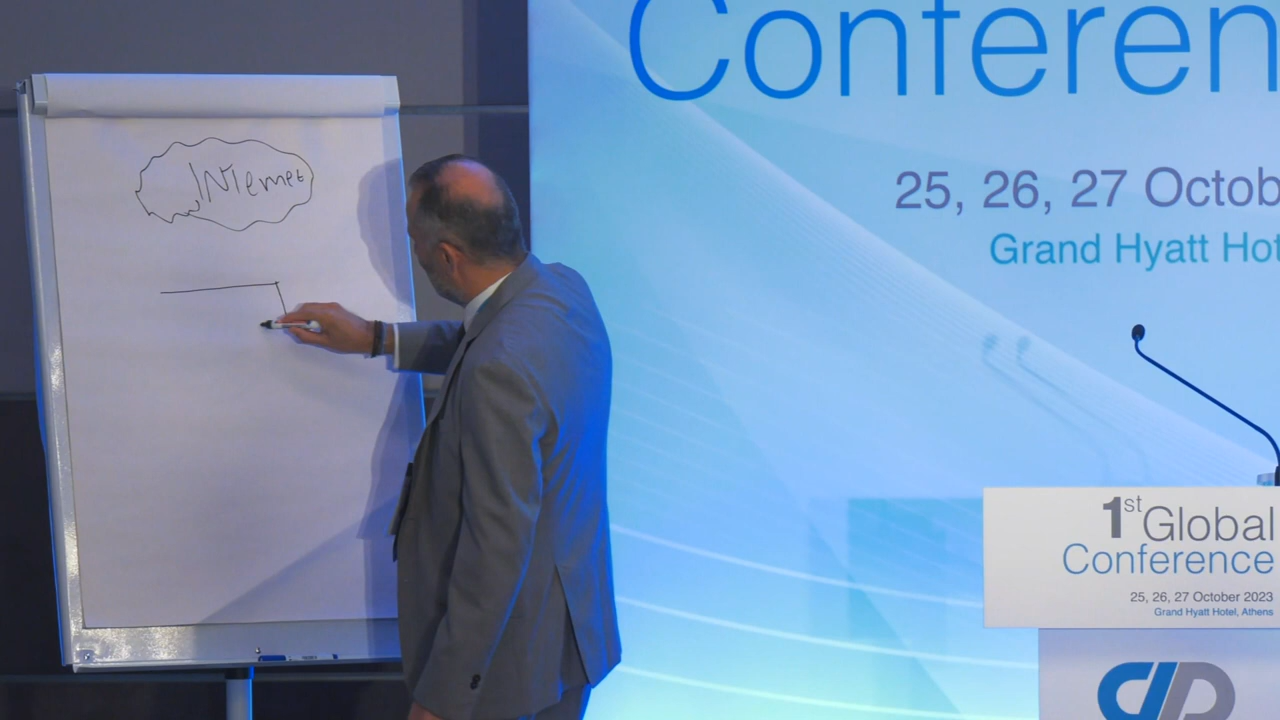 Internet
Conferen
25, 26, 27 Octob
Grand Hyatt Hot
1st Global
Conference
25, 26, 27 October 2023
Grand Hyatt Hotel, Athens